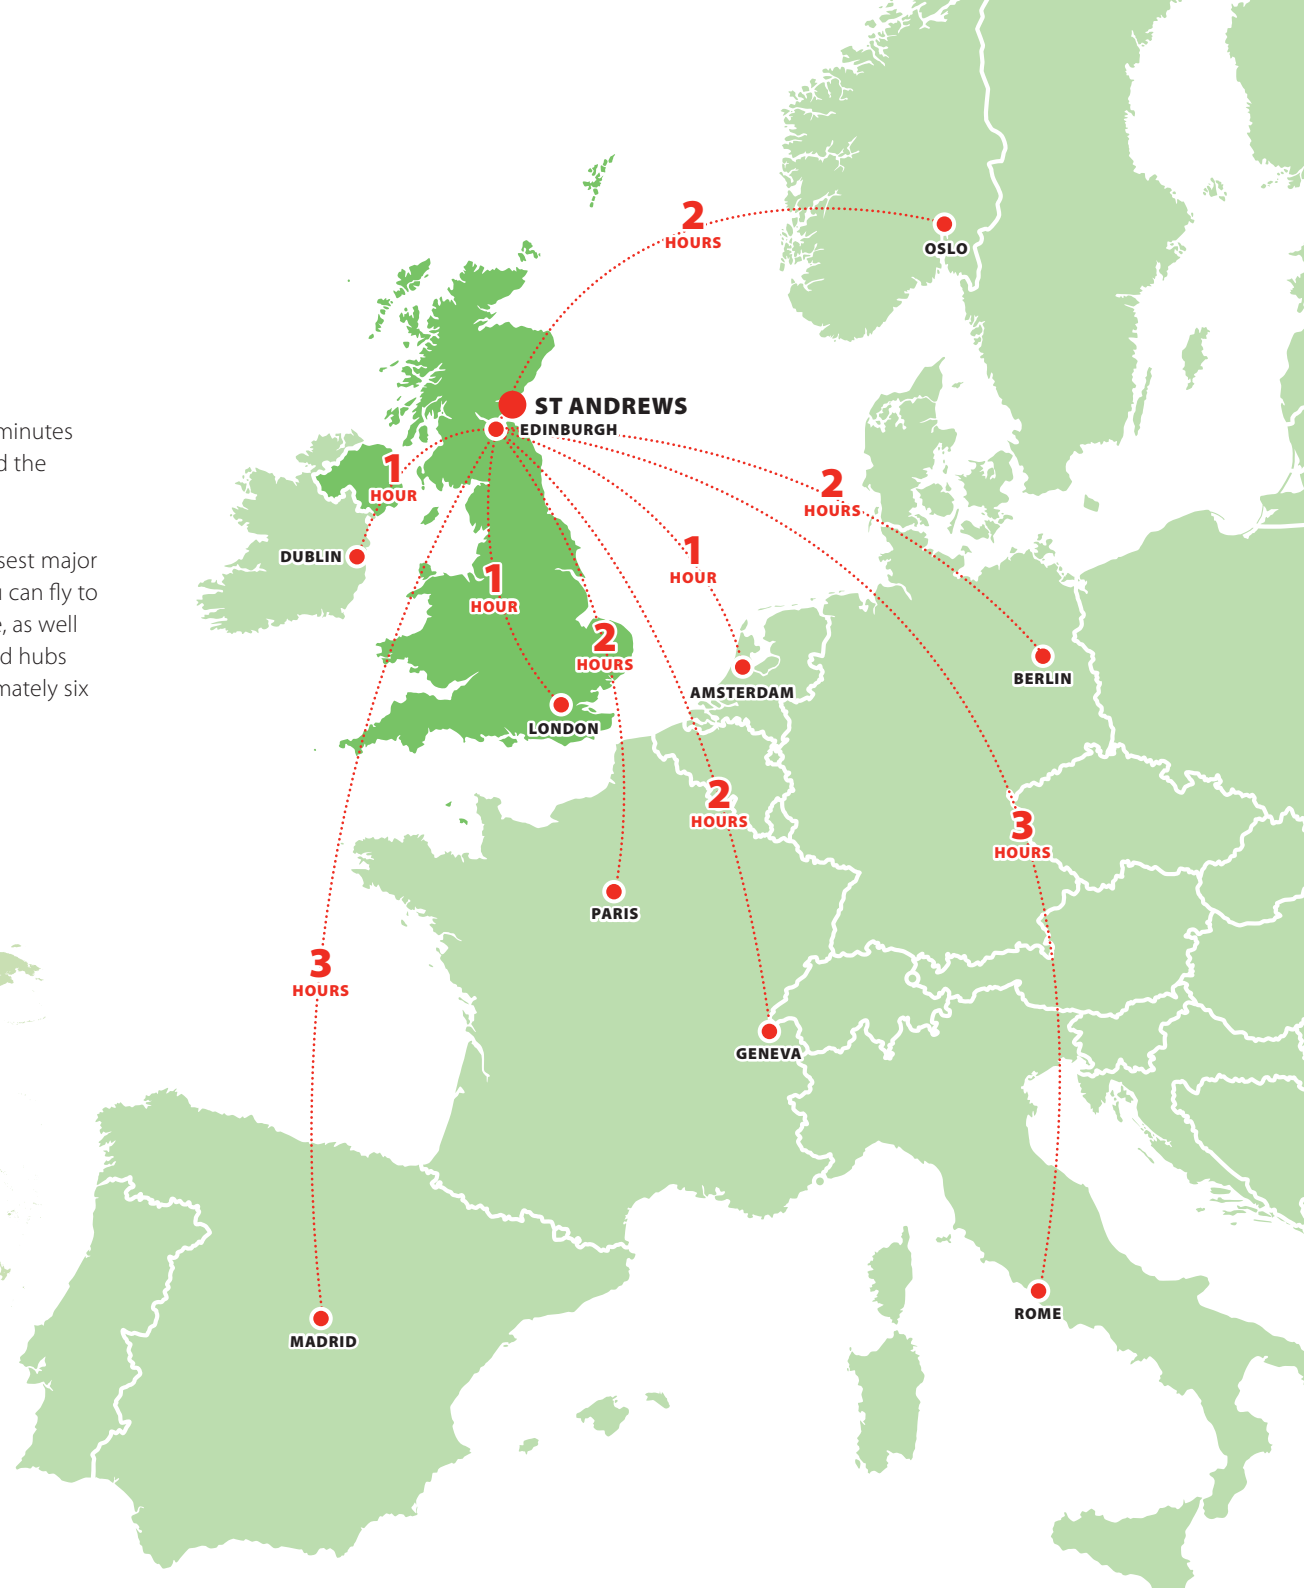 2
HOURS
OSLO
ST ANDREWS
EDINBURGH
minutes
d the
1
HOUR
2
HOURS
DUBLIN
1
HOUR
sest major
can fly to
, as well
d hubs
mately six
1
HOUR
2
HOURS
AMSTERDAM
BERLIN
LONDON
2
HOURS
3
HOURS
PARIS
3
HOURS
GENEVA
ROME
MADRID